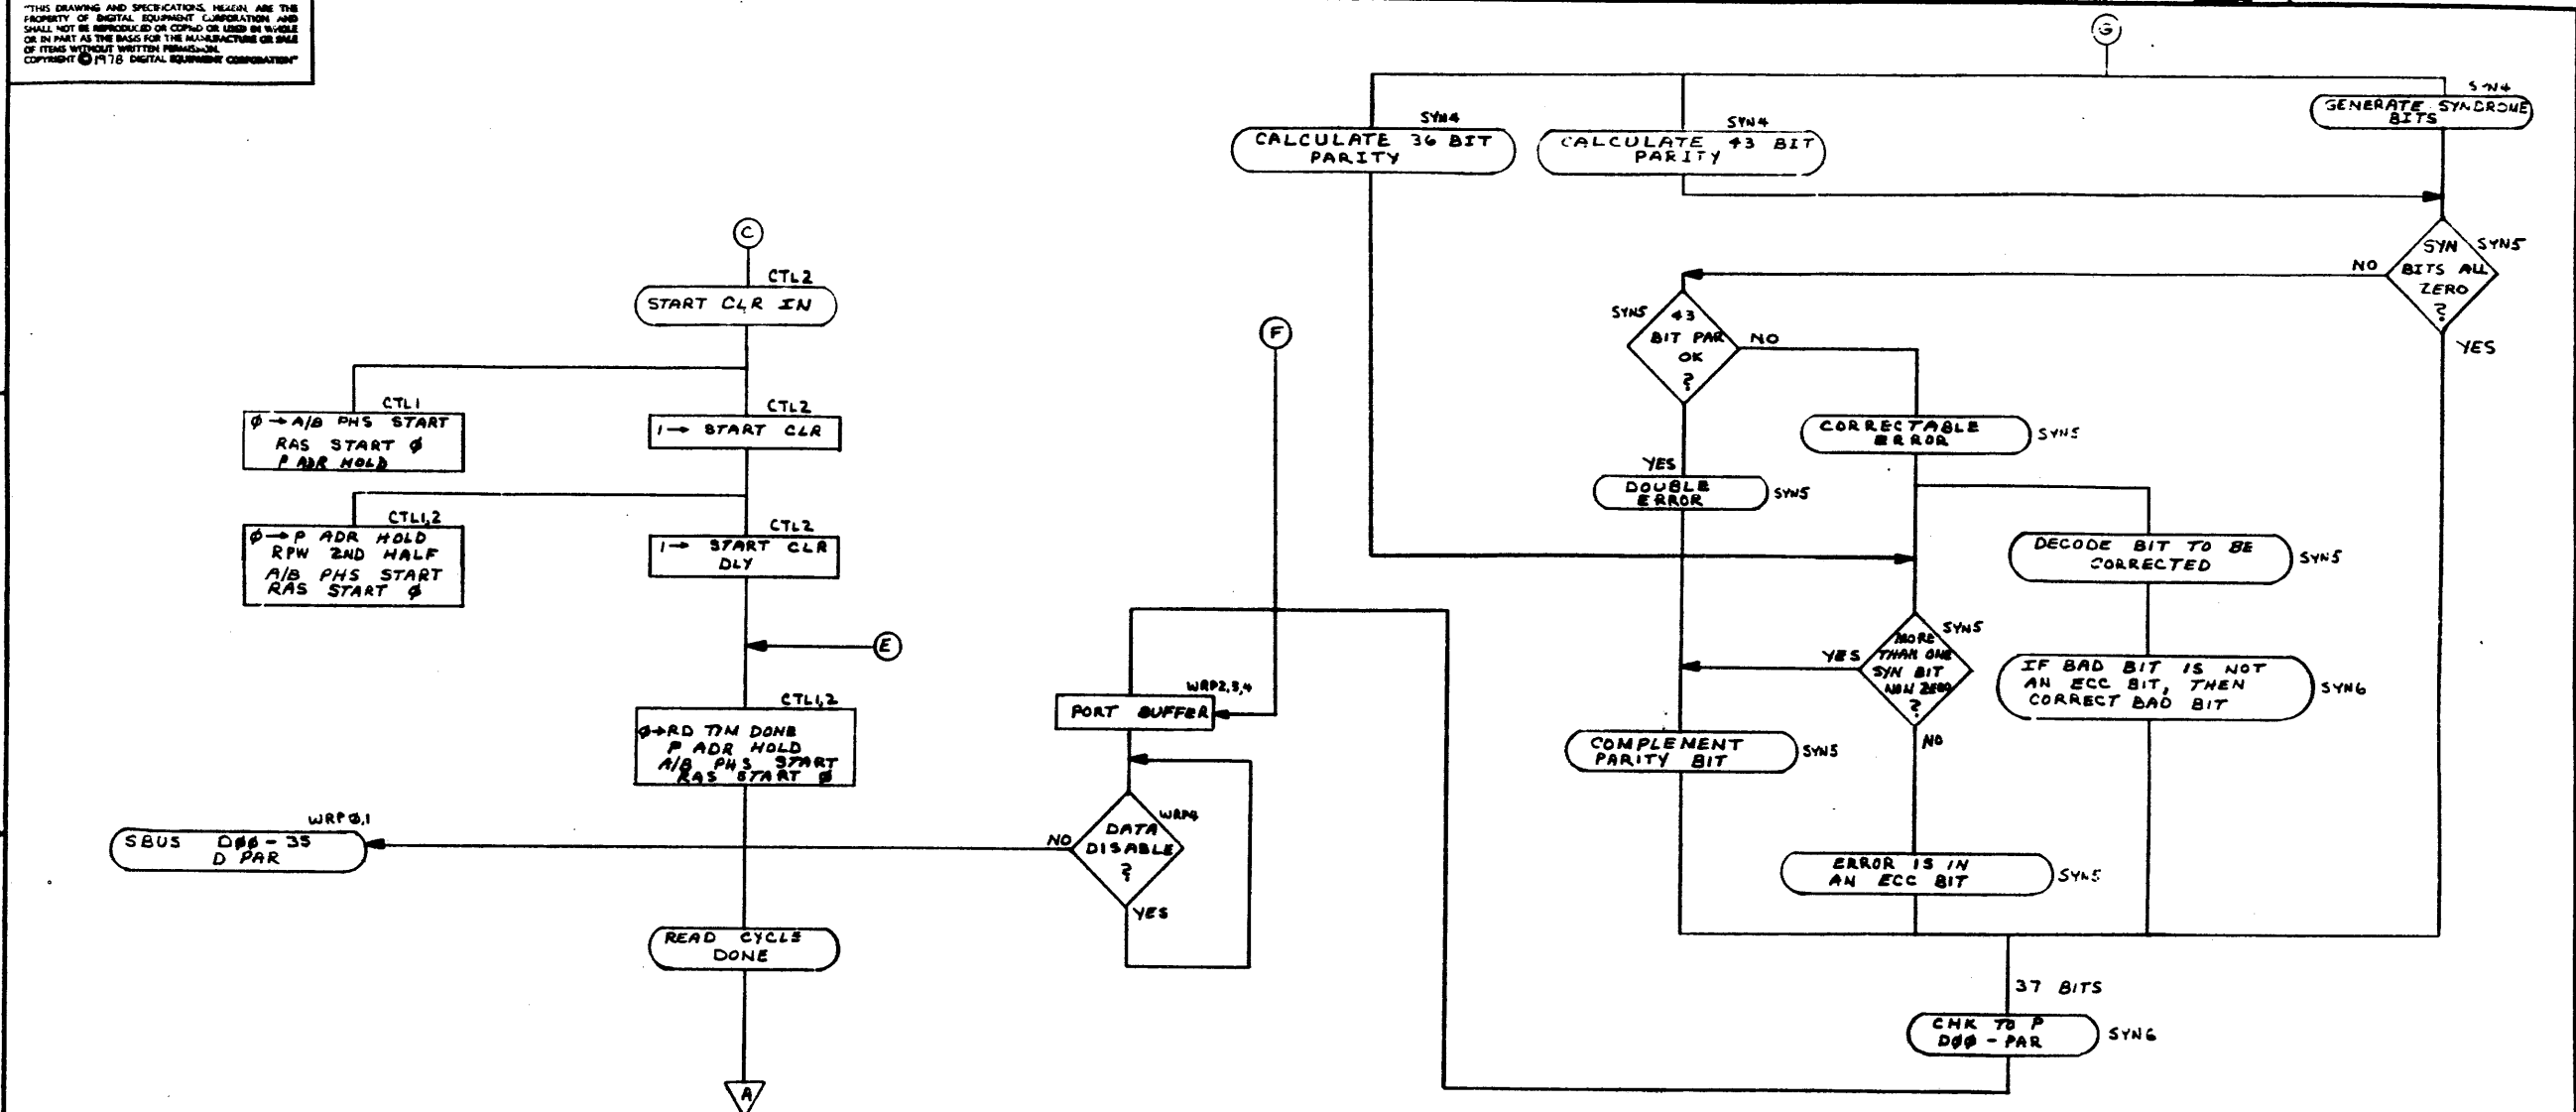 "THIS DRAWING AND SPECIFICATIONS, HEREIN, ARE THE
PROPERTY OF DIGITAL EQUIPMENT CORPORATION AND
SHALL NOT BE REPRODUCED OR COPIED OR USED IN WHOLE
OR IN PART AS THE BASIS FOR THE MANUFACTURE OR SALE
OF ITEMS WITHOUT WRITTEN PERMISSION.
COPYRIGHT © 1978 DIGITAL EQUIPMENT CORPORATION"
G
SYN4
GENERATE SYNDROME
BITS
SYN4
CALCULATE 36 BIT
PARITY
SYN4
CALCULATE 43 BIT
PARITY
C
CTL2
START CLR IN
SYN SYN5
BITS ALL
ZERO
?
NO
YES
F
SYN5 43
BIT PAR
OK
?
NO
YES
CTL1
Ø→A/B PHS START
RAS START Ø
P ADR HOLD
CTL2
1→ START CLR
CORRECTABLE
ERROR
SYN5
DOUBLE
ERROR
SYN5
CTL1,2
Ø→P ADR HOLD
RPW 2ND HALF
A/B PHS START
RAS START Ø
CTL2
1→ START CLR
DLY
DECODE BIT TO BE
CORRECTED
SYN5
E
MORE SYN5
THAN ONE
SYN BIT
NON ZERO
?
YES
NO
IF BAD BIT IS NOT
AN ECC BIT, THEN
CORRECT BAD BIT
SYN6
CTL1,2
Ø→RD TIM DONE
P ADR HOLD
A/B PHS START
RAS START Ø
WRP2,3,4
PORT BUFFER
COMPLEMENT
PARITY BIT
SYN5
WRPØ,1
SBUS DØØ-35
D PAR
NO
WRP4
DATA
DISABLE
?
YES
ERROR IS IN
AN ECC BIT
SYN5
READ CYCLE
DONE
37 BITS
CHK TO P
DØØ-PAR
SYN6
A